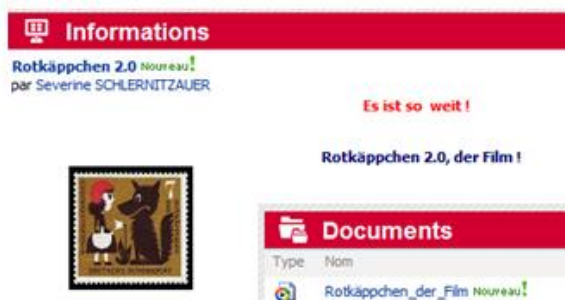 Informations
Rotkäppchen 2.0 Nouveau!
par Severine SCHLERNITZAUER
Es ist so weit !
Rotkäppchen 2.0, der Film !
7
Documents
Type Nom
Rotkäppchen_der_Film Nouveau!